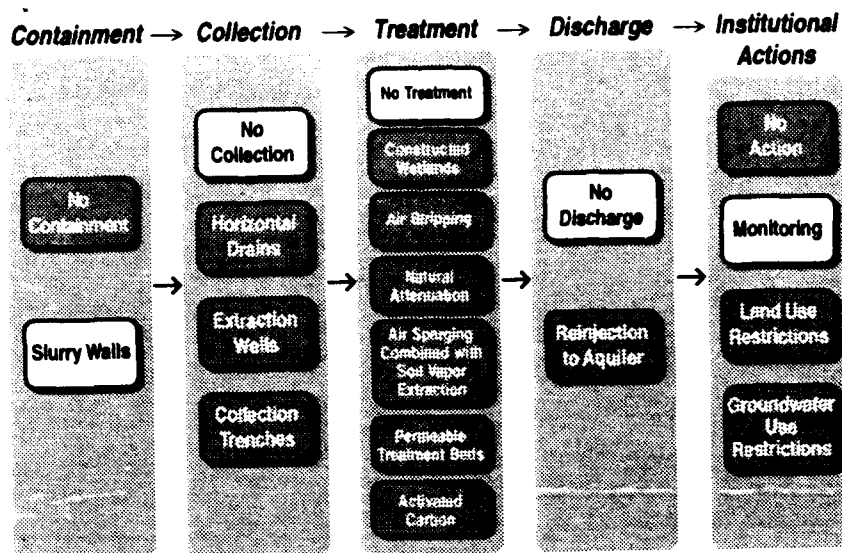 Containment → Collection → Treatment → Discharge → Institutional
Actions
No
Containment
Slurry Walls
No
Collection
Horizontal
Drains
Extraction
Wells
Collection
Trenches
No Treatment
Constructed
Wetlands
Air Stripping
Natural
Attenuation
Air Sparging
Combined with
Soil Vapor
Extraction
Permeable
Treatment Beds
Activated
Carbon
No
Discharge
Reinjection
to Aquifer
No
Action
Monitoring
Land Use
Restrictions
Groundwater
Use
Restrictions